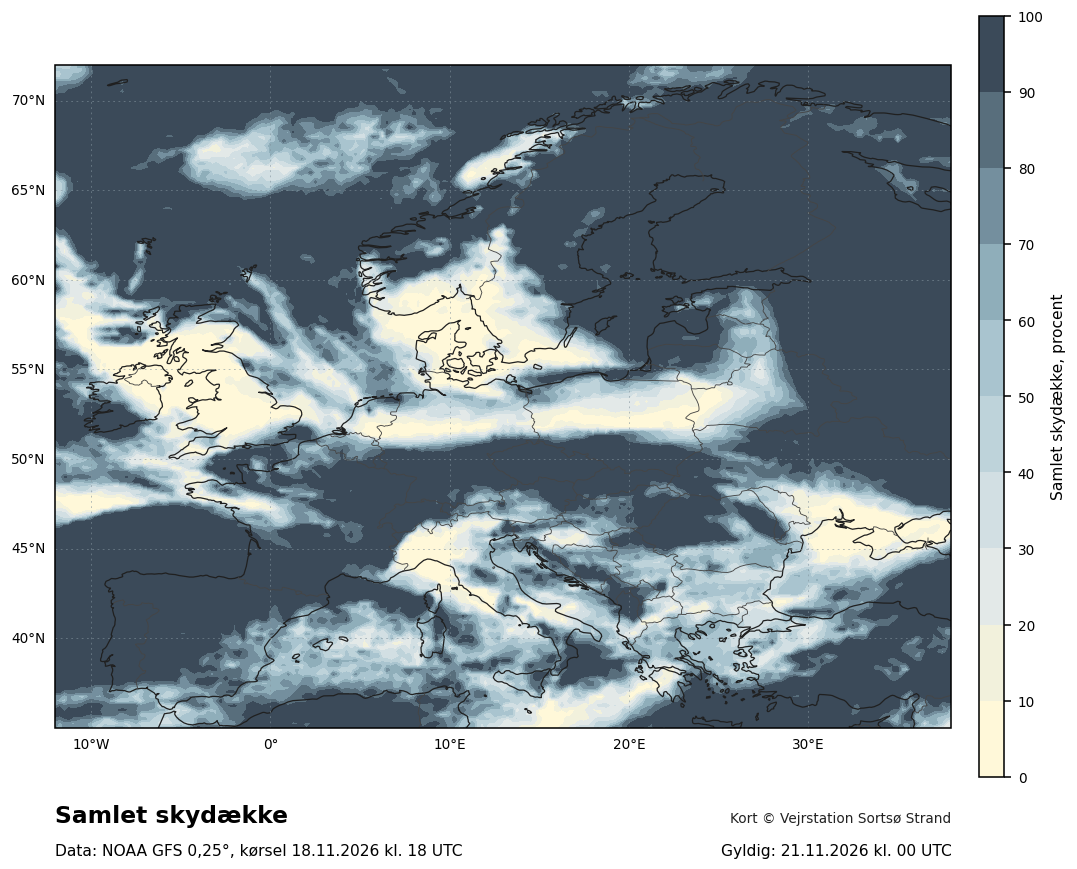 100
90
80
70
60
50
40
30
20
10
0
Samlet skydække, procent
70°N
65°N
60°N
55°N
50°N
45°N
40°N
10°W
0°
10°E
20°E
30°E
Samlet skydække
Kort © Vejrstation Sortsø Strand
Data: NOAA GFS 0,25°, kørsel 18.11.2026 kl. 18 UTC
Gyldig: 21.11.2026 kl. 00 UTC